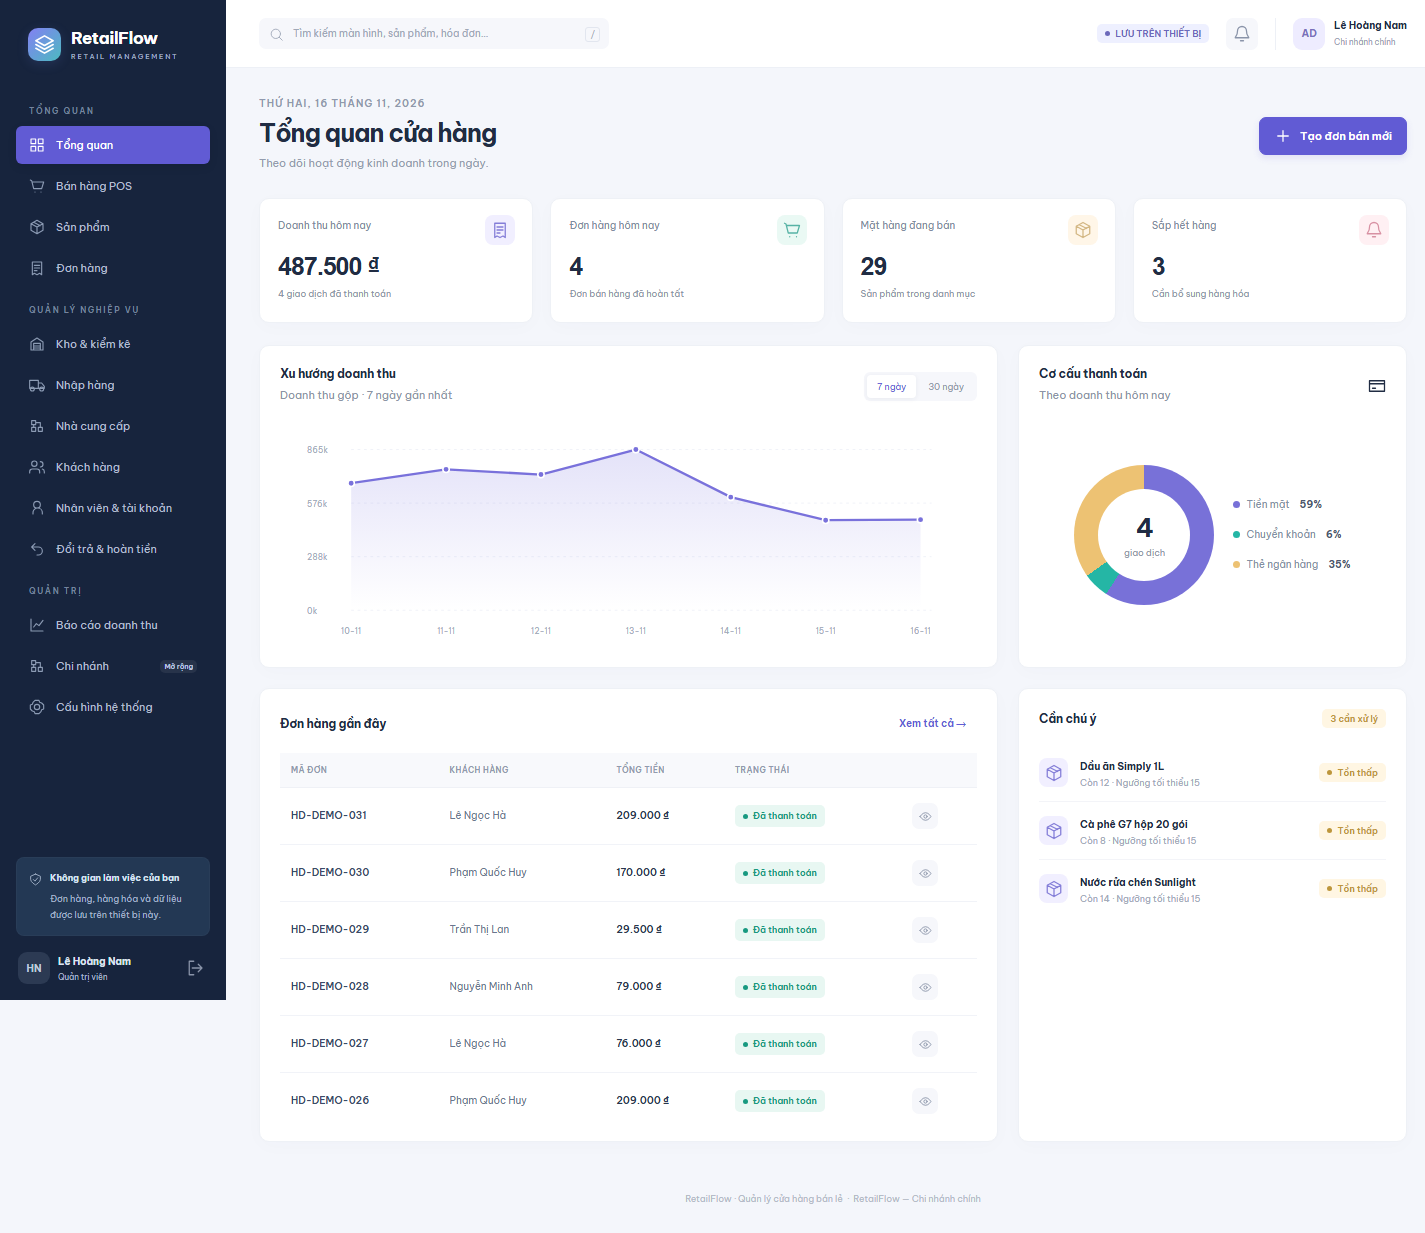 RetailFlow
RETAIL MANAGEMENT
TỔNG QUAN
Tổng quan
Bán hàng POS
Sản phẩm
Đơn hàng
QUẢN LÝ NGHIỆP VỤ
Kho & kiểm kê
Nhập hàng
Nhà cung cấp
Khách hàng
Nhân viên & tài khoản
Đổi trả & hoàn tiền
QUẢN TRỊ
Báo cáo doanh thu
Chi nhánh Mở rộng
Cấu hình hệ thống
Không gian làm việc của bạn
Đơn hàng, hàng hóa và dữ liệu
được lưu trên thiết bị này.
HN
Lê Hoàng Nam
Quản trị viên
Tìm kiếm màn hình, sản phẩm, hóa đơn... /
LƯU TRÊN THIẾT BỊ
AD
Lê Hoàng Nam
Chi nhánh chính
THỨ HAI, 16 THÁNG 11, 2026
Tổng quan cửa hàng
Theo dõi hoạt động kinh doanh trong ngày.
Tạo đơn bán mới
Doanh thu hôm nay
487.500 ₫
4 giao dịch đã thanh toán
Đơn hàng hôm nay
4
Đơn bán hàng đã hoàn tất
Mặt hàng đang bán
29
Sản phẩm trong danh mục
Sắp hết hàng
3
Cần bổ sung hàng hóa
Xu hướng doanh thu
Doanh thu gộp · 7 ngày gần nhất
7 ngày 30 ngày
865k
576k
288k
0k
10-11 11-11 12-11 13-11 14-11 15-11 16-11
Cơ cấu thanh toán
Theo doanh thu hôm nay
4
giao dịch
Tiền mặt 59%
Chuyển khoản 6%
Thẻ ngân hàng 35%
Đơn hàng gần đây
Xem tất cả →
MÃ ĐƠN KHÁCH HÀNG TỔNG TIỀN TRẠNG THÁI
HD-DEMO-031 Lê Ngọc Hà 209.000 ₫ Đã thanh toán
HD-DEMO-030 Phạm Quốc Huy 170.000 ₫ Đã thanh toán
HD-DEMO-029 Trần Thị Lan 29.500 ₫ Đã thanh toán
HD-DEMO-028 Nguyễn Minh Anh 79.000 ₫ Đã thanh toán
HD-DEMO-027 Lê Ngọc Hà 76.000 ₫ Đã thanh toán
HD-DEMO-026 Phạm Quốc Huy 209.000 ₫ Đã thanh toán
Cần chú ý
3 cần xử lý
Dầu ăn Simply 1L
Còn 12 · Ngưỡng tối thiểu 15
Tồn thấp
Cà phê G7 hộp 20 gói
Còn 8 · Ngưỡng tối thiểu 15
Tồn thấp
Nước rửa chén Sunlight
Còn 14 · Ngưỡng tối thiểu 15
Tồn thấp
RetailFlow · Quản lý cửa hàng bán lẻ · RetailFlow — Chi nhánh chính